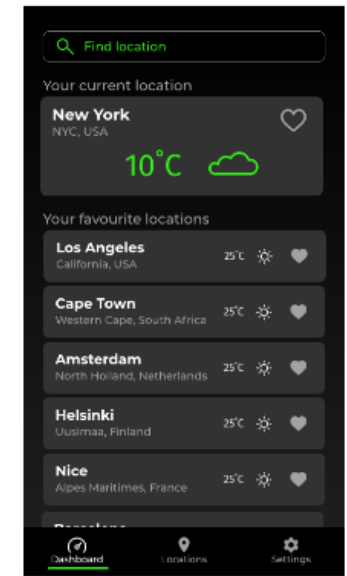 Find location
Your current location
New York
NYC, USA
10°C
Your favourite locations
Los Angeles
California, USA
25°C
Cape Town
Western Cape, South Africa
25°C
Amsterdam
North Holland, Netherlands
25°C
Helsinki
Uusimaa, Finland
25°C
Nice
Alpes Maritimes, France
25°C
Dashboard
Locations
Settings